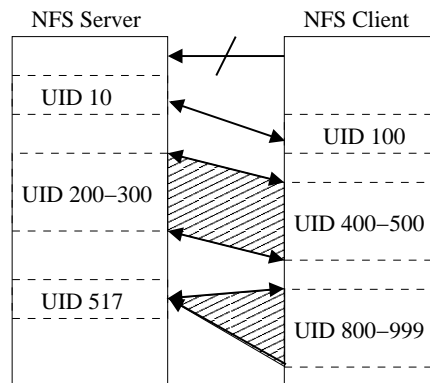 NFS Server
NFS Client
UID 10
UID 100
UID 200–300
UID 400–500
UID 517
UID 800–999